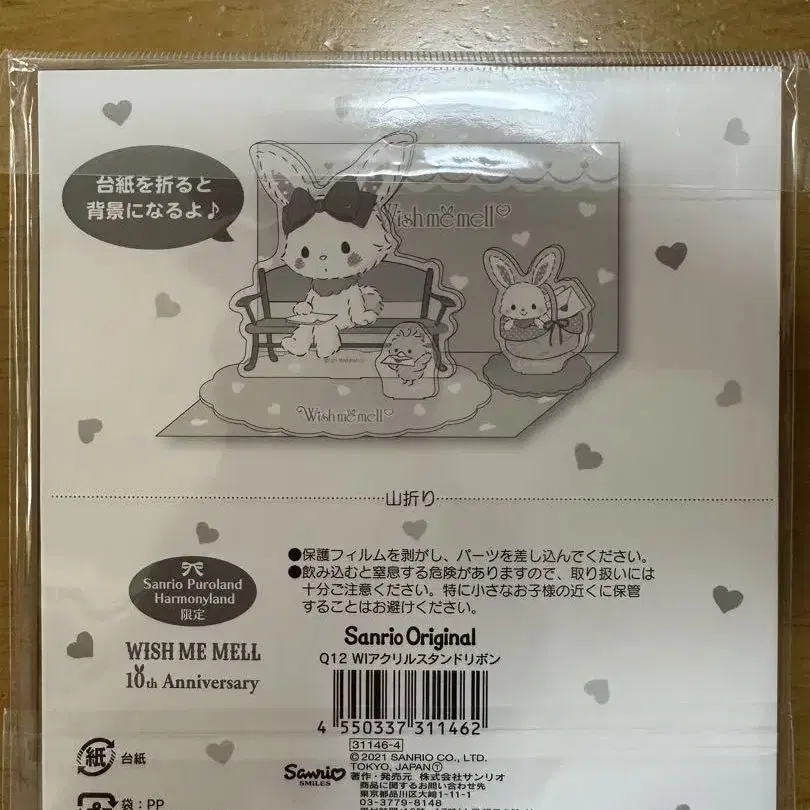 台紙を折ると
背景になるよ♪
Wish me mell
Wish me mell
山折り
Sanrio Puroland
Harmonyland
限定
WISH ME MELL
10th Anniversary
●保護フィルムを剥がし、パーツを差し込んでください。
●飲み込むと窒息する危険がありますので、取り扱いには
十分ご注意ください。特に小さなお子様の近くに保管
することはお避けください。
Sanrio Original
Q12 WIアクリルスタンドリボン
4 550337 311462
31146-4
© 2021 SANRIO CO., LTD.
TOKYO, JAPAN Ⓣ
著作・発売元 株式会社サンリオ
商品に関するお問い合わせ先
東京都品川区大崎1-11-1
03-3779-8148
Sanrio
SMILES
紙 台紙
袋:PP